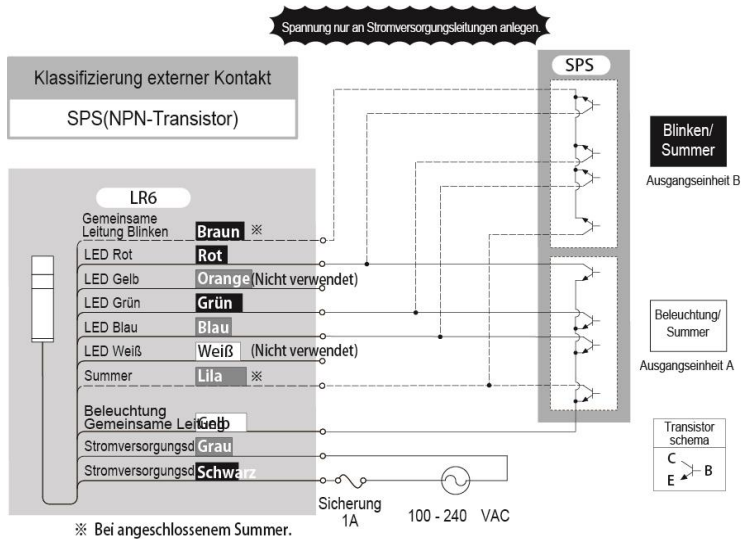 Spannung nur an Stromversorgungsleitungen anlegen.
Klassifizierung externer Kontakt
SPS(NPN-Transistor)
SPS
Blinken/
Summer
Ausgangseinheit B
LR6
Gemeinsame
Leitung Blinken Braun ※
LED Rot Rot
LED Gelb Orange (Nicht verwendet)
LED Grün Grün
LED Blau Blau
LED Weiß Weiß (Nicht verwendet)
Summer Lila ※
Beleuchtung
Gemeinsame Leitung Gelb
Stromversorgungsd Grau
Stromversorgungsd Schwarz
Beleuchtung/
Summer
Ausgangseinheit A
Transistor
schema
C
B
E
Sicherung
1A
100 - 240 VAC
※ Bei angeschlossenem Summer.